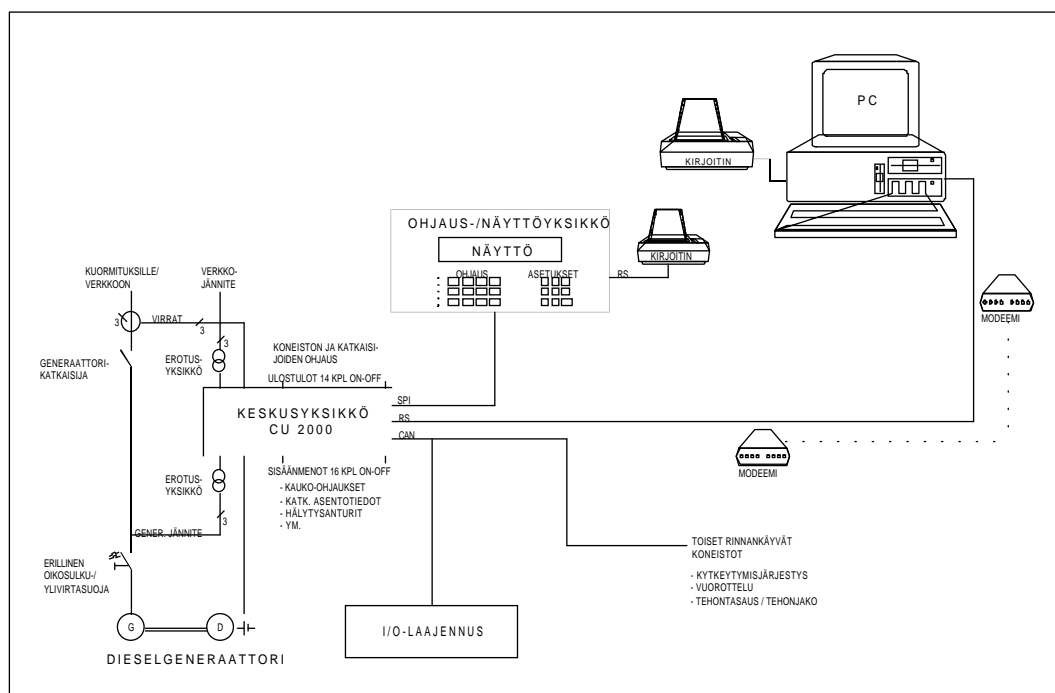 PC
KIRJOITIN
OHJAUS-/NÄYTTÖYKSIKKÖ
NÄYTTÖ
OHJAUS
ASETUKSET
RS
KIRJOITIN
MODEEMI
KUORMITUKSILLE/
VERKKOON
VERKKO-
JÄNNITE
3
VIRRAT
3
3
GENERAATTORI-
KATKAISIJA
EROTUS-
YKSIKKÖ
KONEISTON JA KATKAISI-
JOIDEN OHJAUS
ULOSTULOT 14 KPL ON-OFF
KESKUSYKSIKKÖ
CU 2000
SPI
RS
CAN
MODEEMI
SISÄÄNMENOT 16 KPL ON-OFF
- KAUKO-OHJAUKSET
- KATK. ASENTOTIEDOT
- HÄLYTYSANTURIT
- YM.
EROTUS-
YKSIKKÖ
3
GENER. JÄNNITE
ERILLINEN
OIKOSULKU-/
YLIVIRTASUOJA
TOISET RINNANKÄYVÄT
KONEISTOT
- KYTKEYTYMISJÄRJESTYS
- VUOROTTELU
- TEHONTASAUS / TEHONJAKO
G
D
DIESELGENERAATTORI
I/O-LAAJENNUS